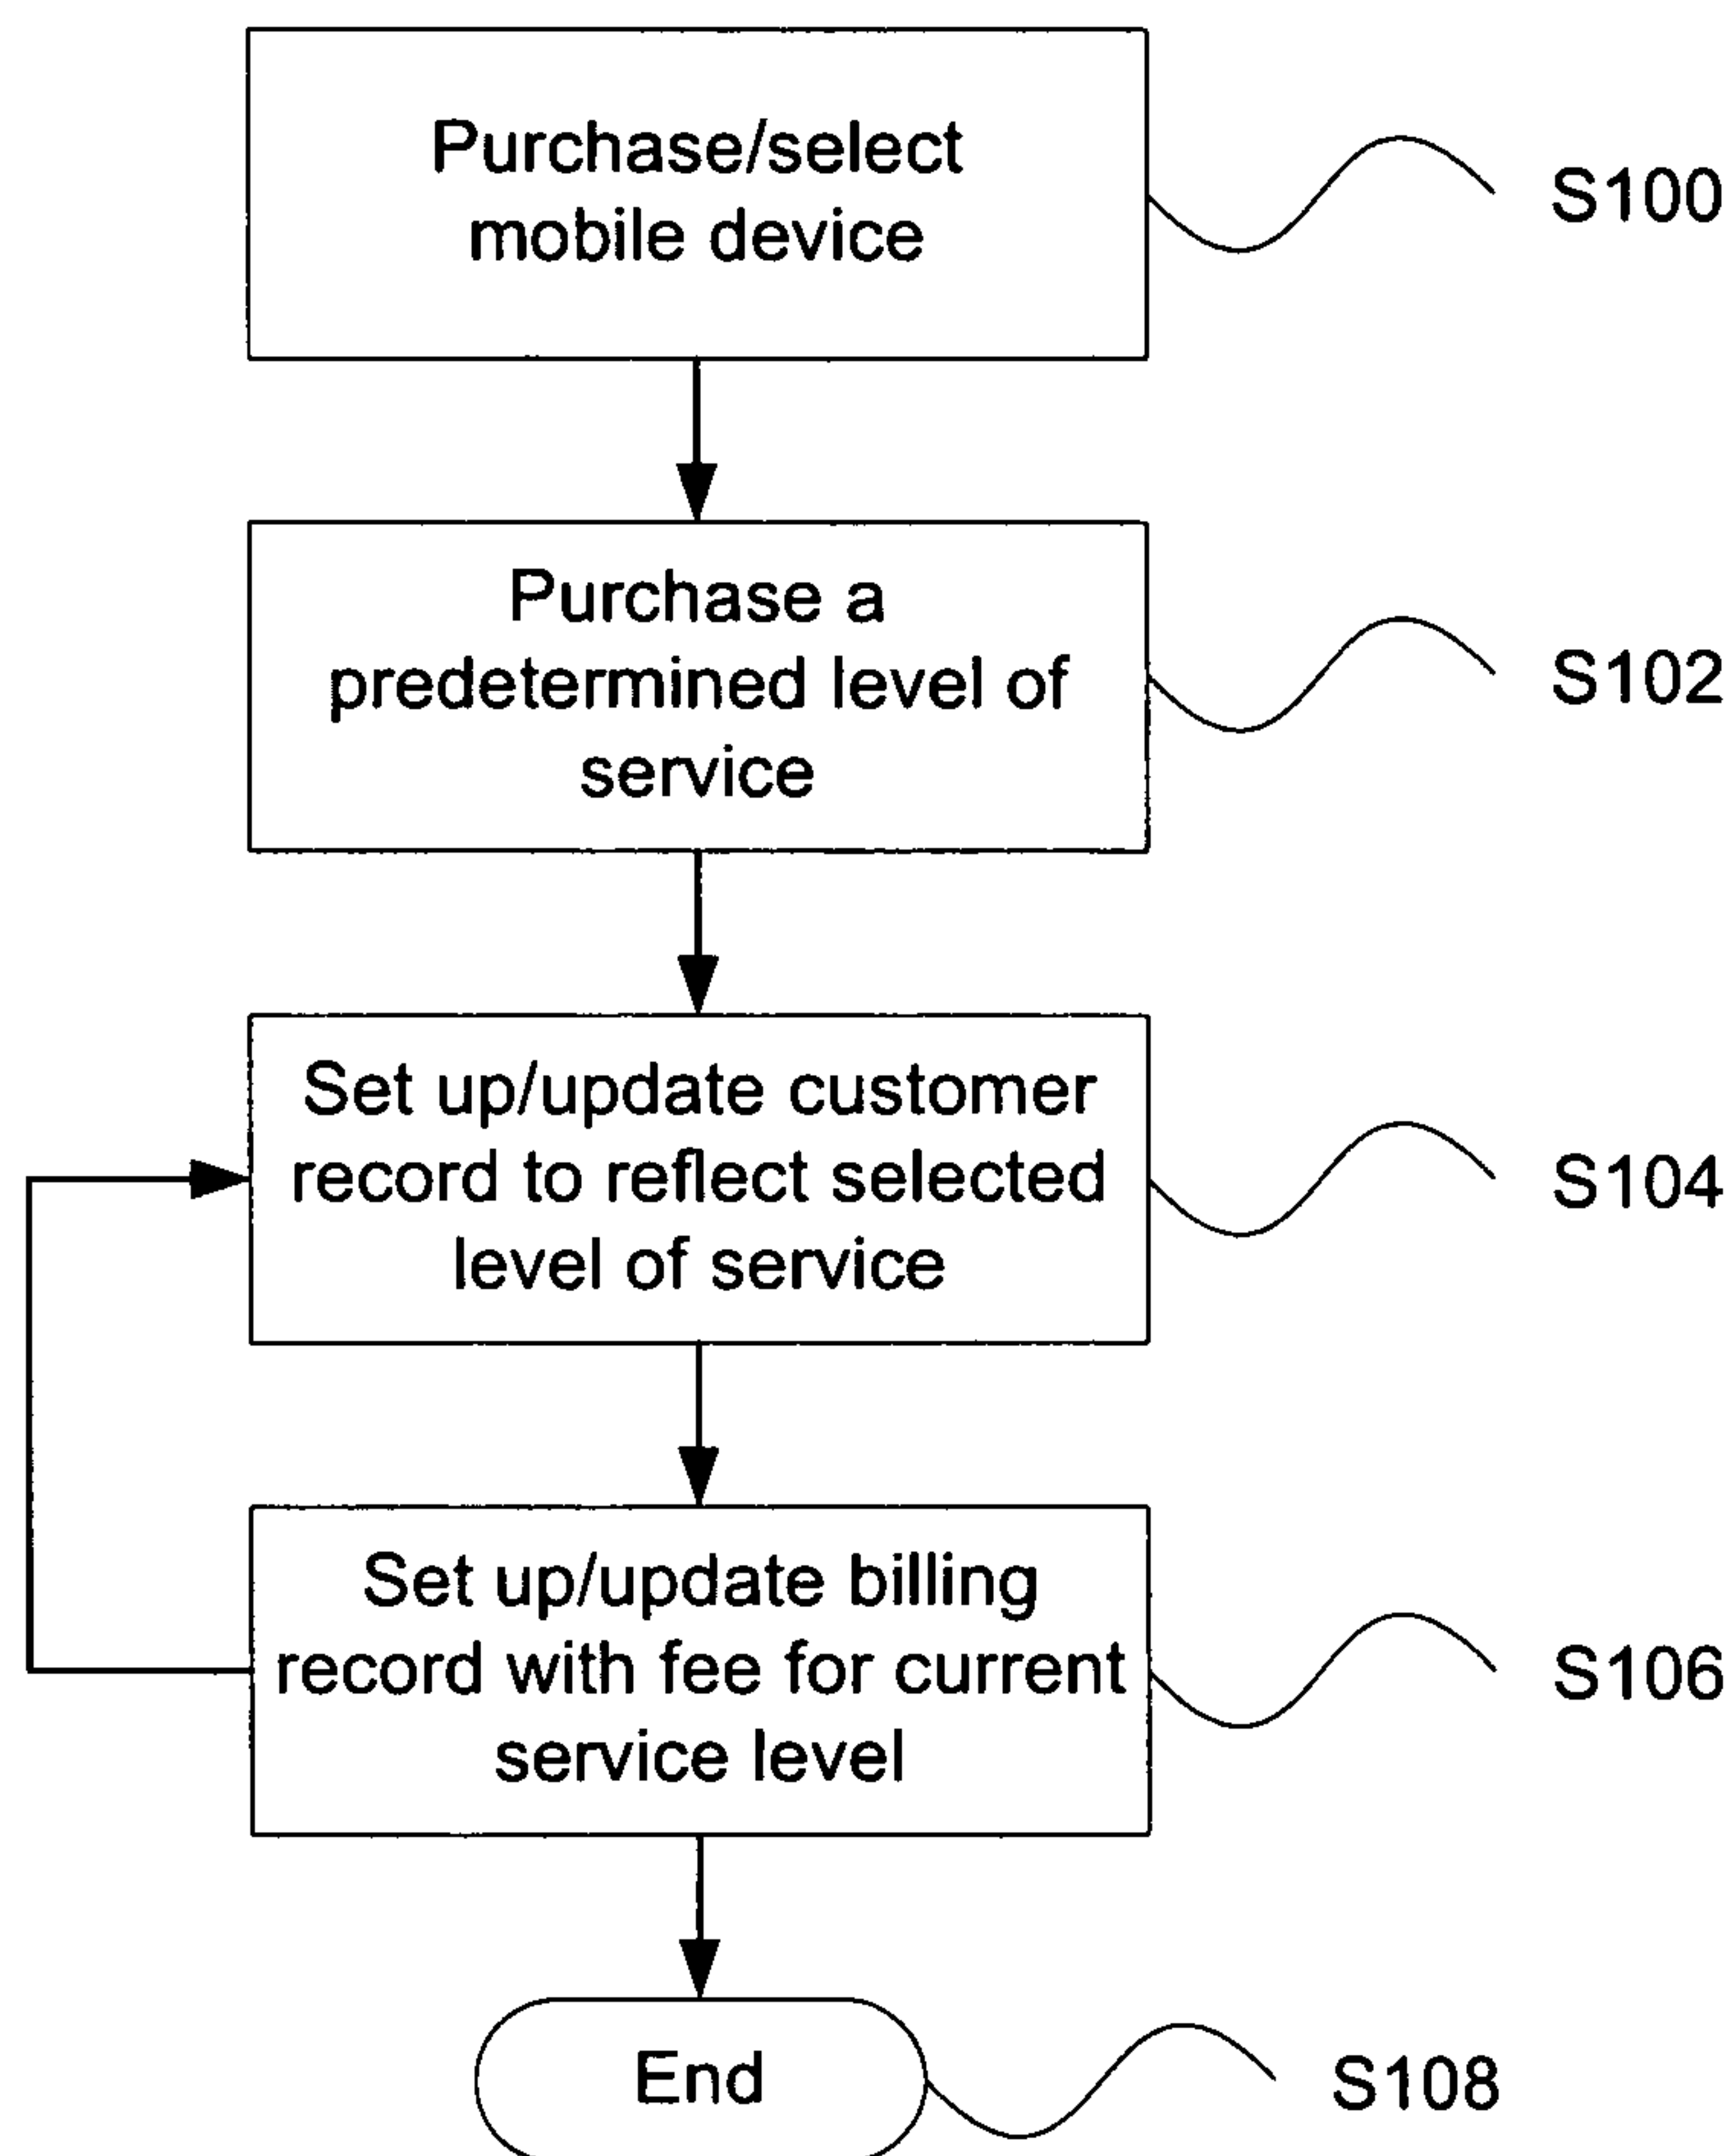 Purchase/select
mobile device
S100
Purchase a
predetermined level of
service
S102
Set up/update customer
record to reflect selected
level of service
S104
Set up/update billing
record with fee for current
service level
S106
End
S108